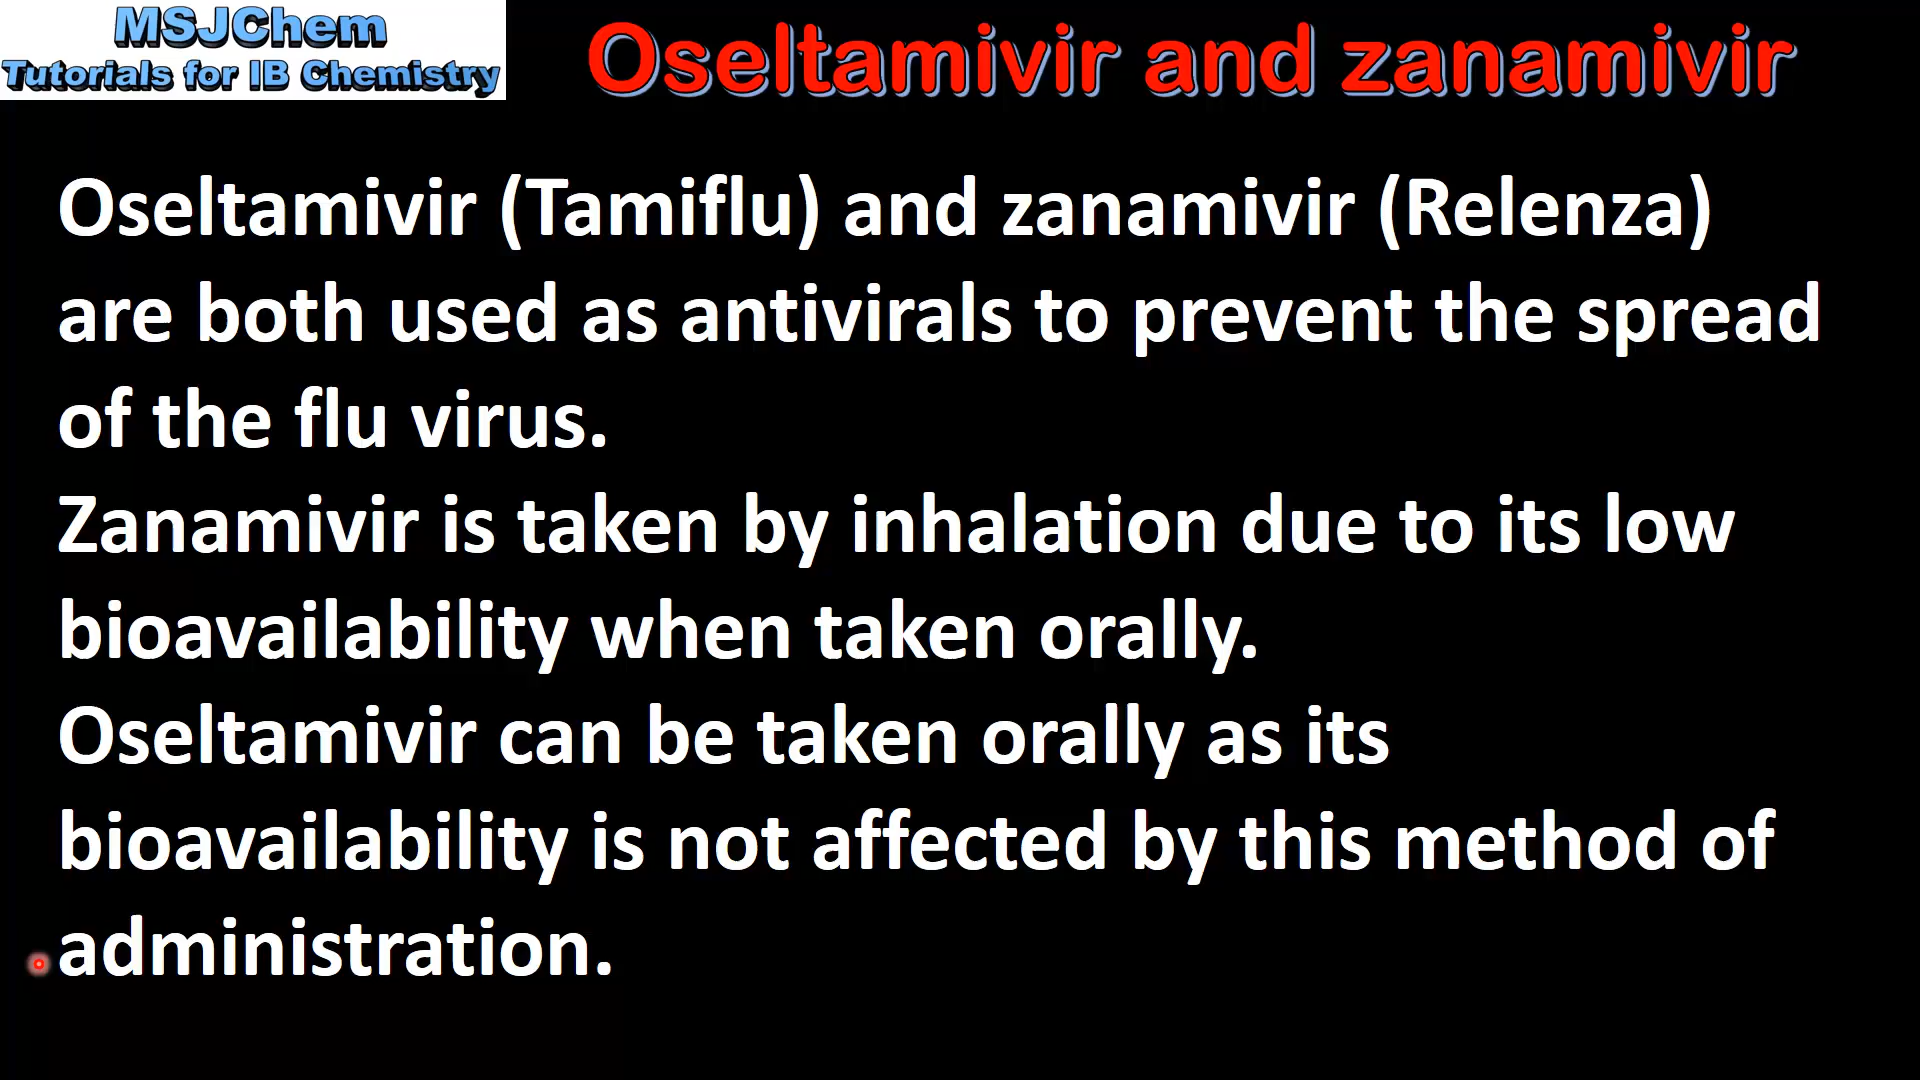 MSJChem
Tutorials for IB Chemistry
Oseltamivir and zanamivir
Oseltamivir (Tamiflu) and zanamivir (Relenza)
are both used as antivirals to prevent the spread
of the flu virus.
Zanamivir is taken by inhalation due to its low
bioavailability when taken orally.
Oseltamivir can be taken orally as its
bioavailability is not affected by this method of
administration.